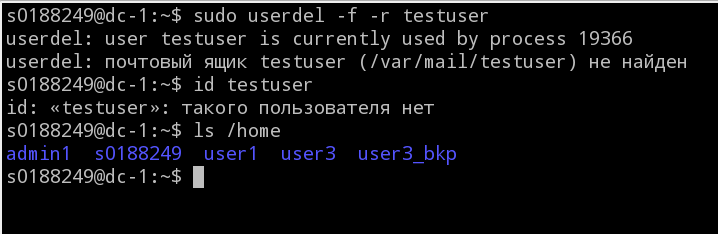 s0188249@dc-1:~$ sudo userdel -f -r testuser
userdel: user testuser is currently used by process 19366
userdel: почтовый ящик testuser (/var/mail/testuser) не найден
s0188249@dc-1:~$ id testuser
id: «testuser»: такого пользователя нет
s0188249@dc-1:~$ ls /home
admin1  s0188249  user1  user3  user3_bkp
s0188249@dc-1:~$